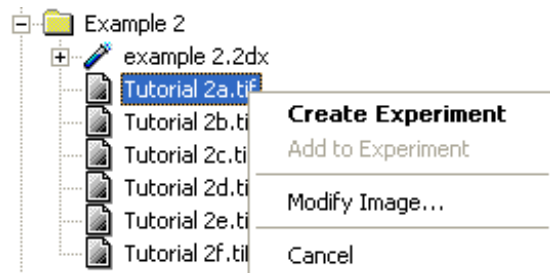 Example 2
example 2.2dx
Tutorial 2a.tif
Tutorial 2b.ti
Tutorial 2c.ti
Tutorial 2d.ti
Tutorial 2e.ti
Tutorial 2f.tif
Create Experiment
Add to Experiment
Modify Image...
Cancel